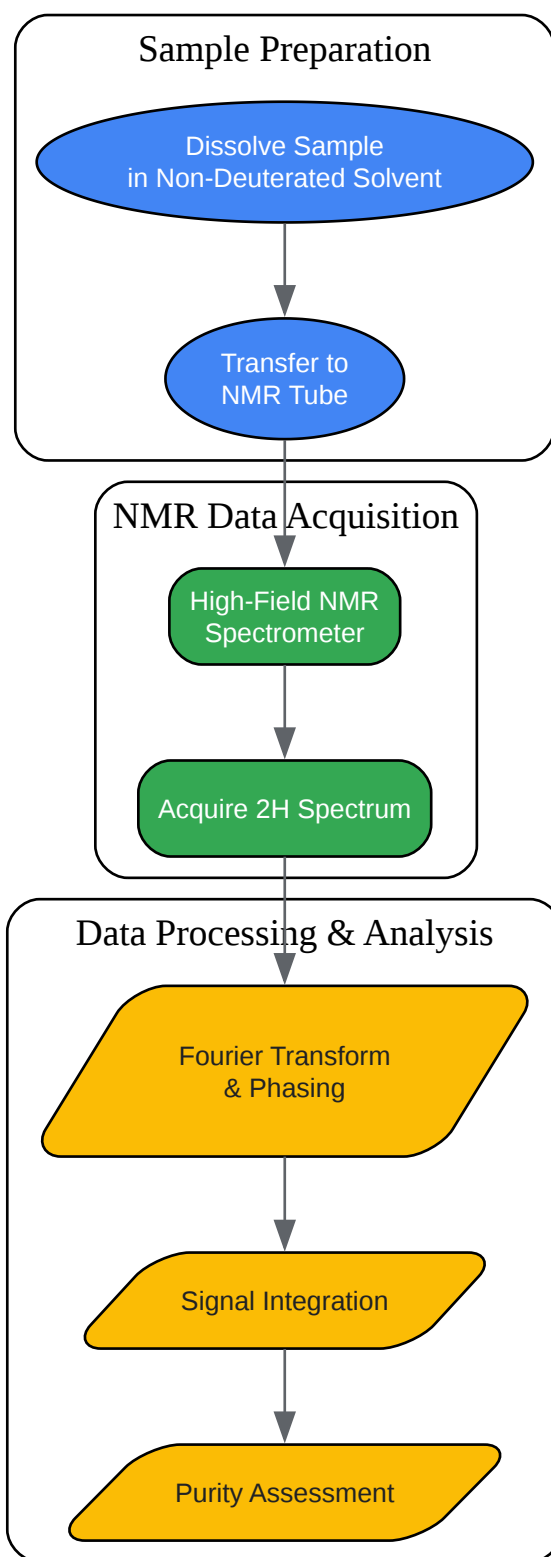 Sample Preparation
Dissolve Sample
in Non-Deuterated Solvent
Transfer to
NMR Tube
NMR Data Acquisition
High-Field NMR
Spectrometer
Acquire 2H Spectrum
Data Processing & Analysis
Fourier Transform
& Phasing
Signal Integration
Purity Assessment